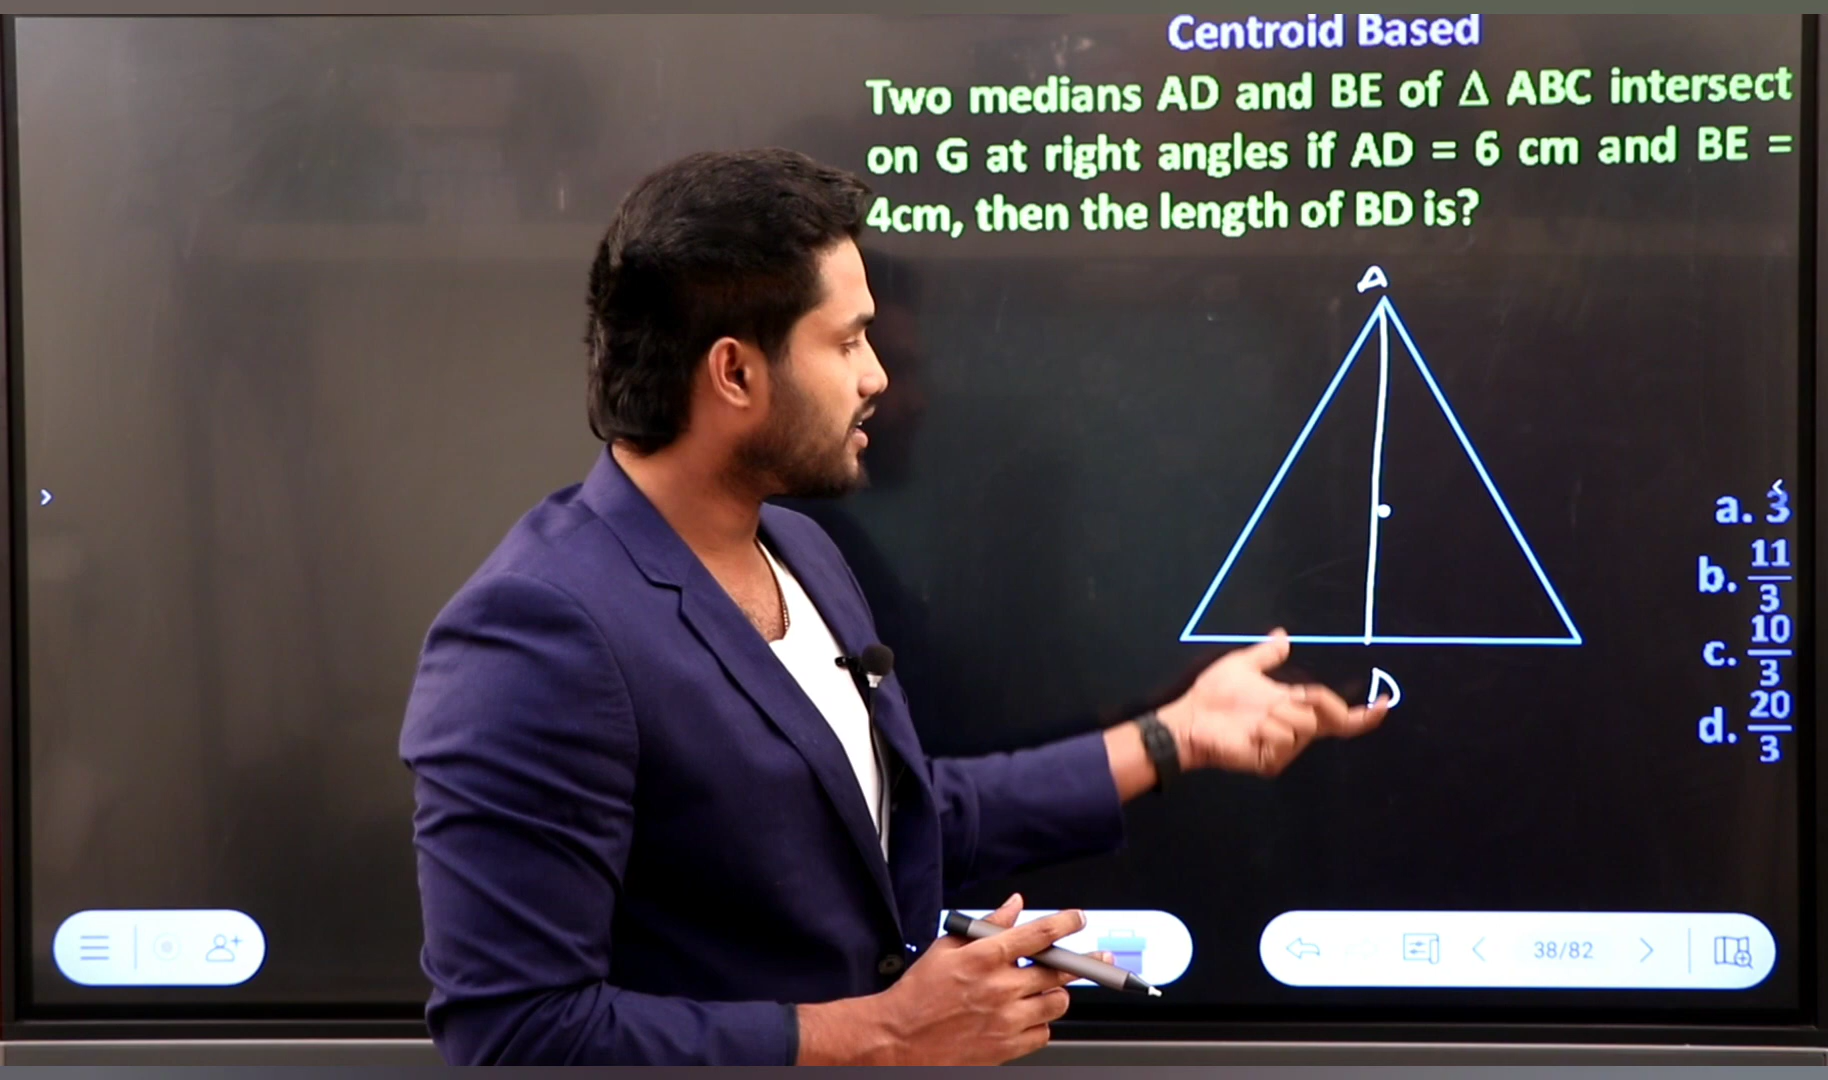 Centroid Based
Two medians AD and BE of Δ ABC intersect
on G at right angles if AD = 6 cm and BE =
4cm, then the length of BD is?
A
a. 3
b. 11/3
c. 10/3
D
d. 20/3
38/82